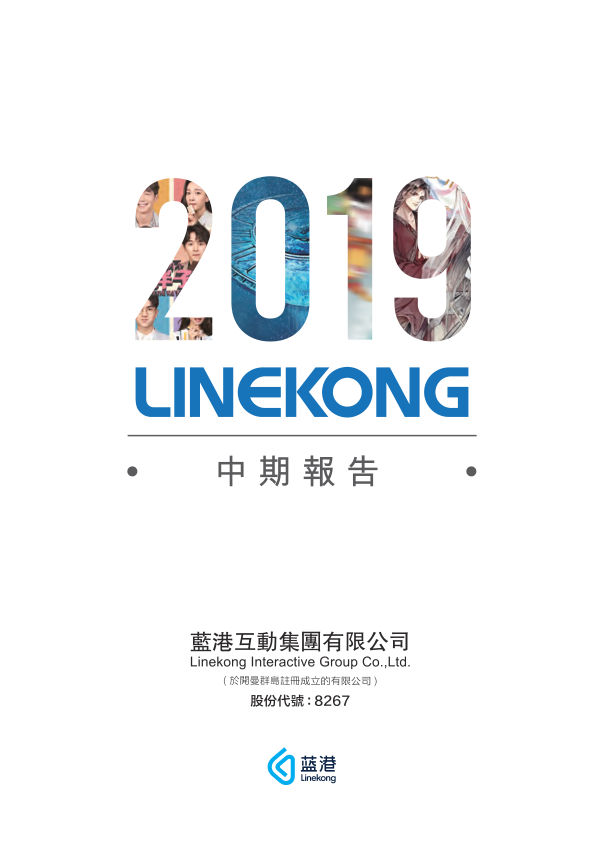 2019
LINEKONG
• 中期報告 •
藍港互動集團有限公司
Linekong Interactive Group Co.,Ltd.
(於開曼群島註冊成立的有限公司)
股份代號：8267
蓝港
Linekong